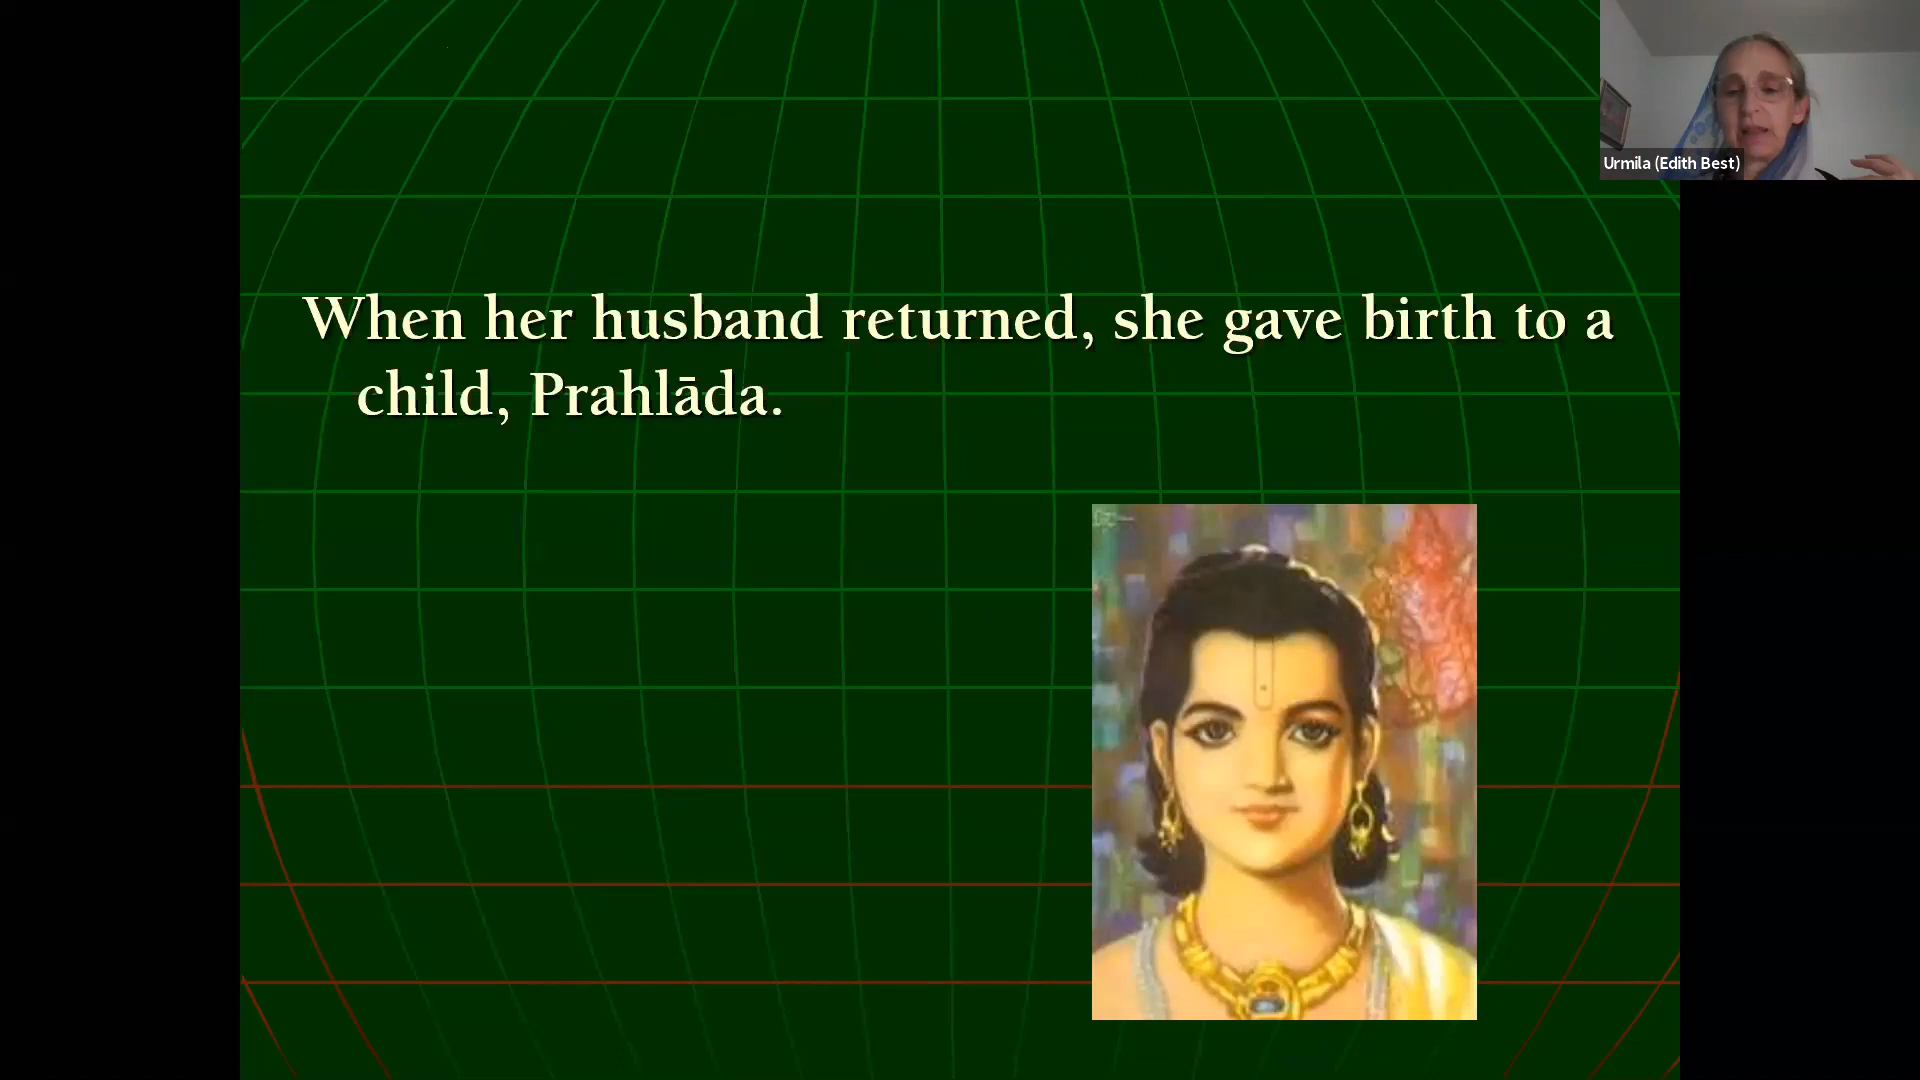 Urmila (Edith Best)
When her husband returned, she gave birth to a
child, Prahlāda.